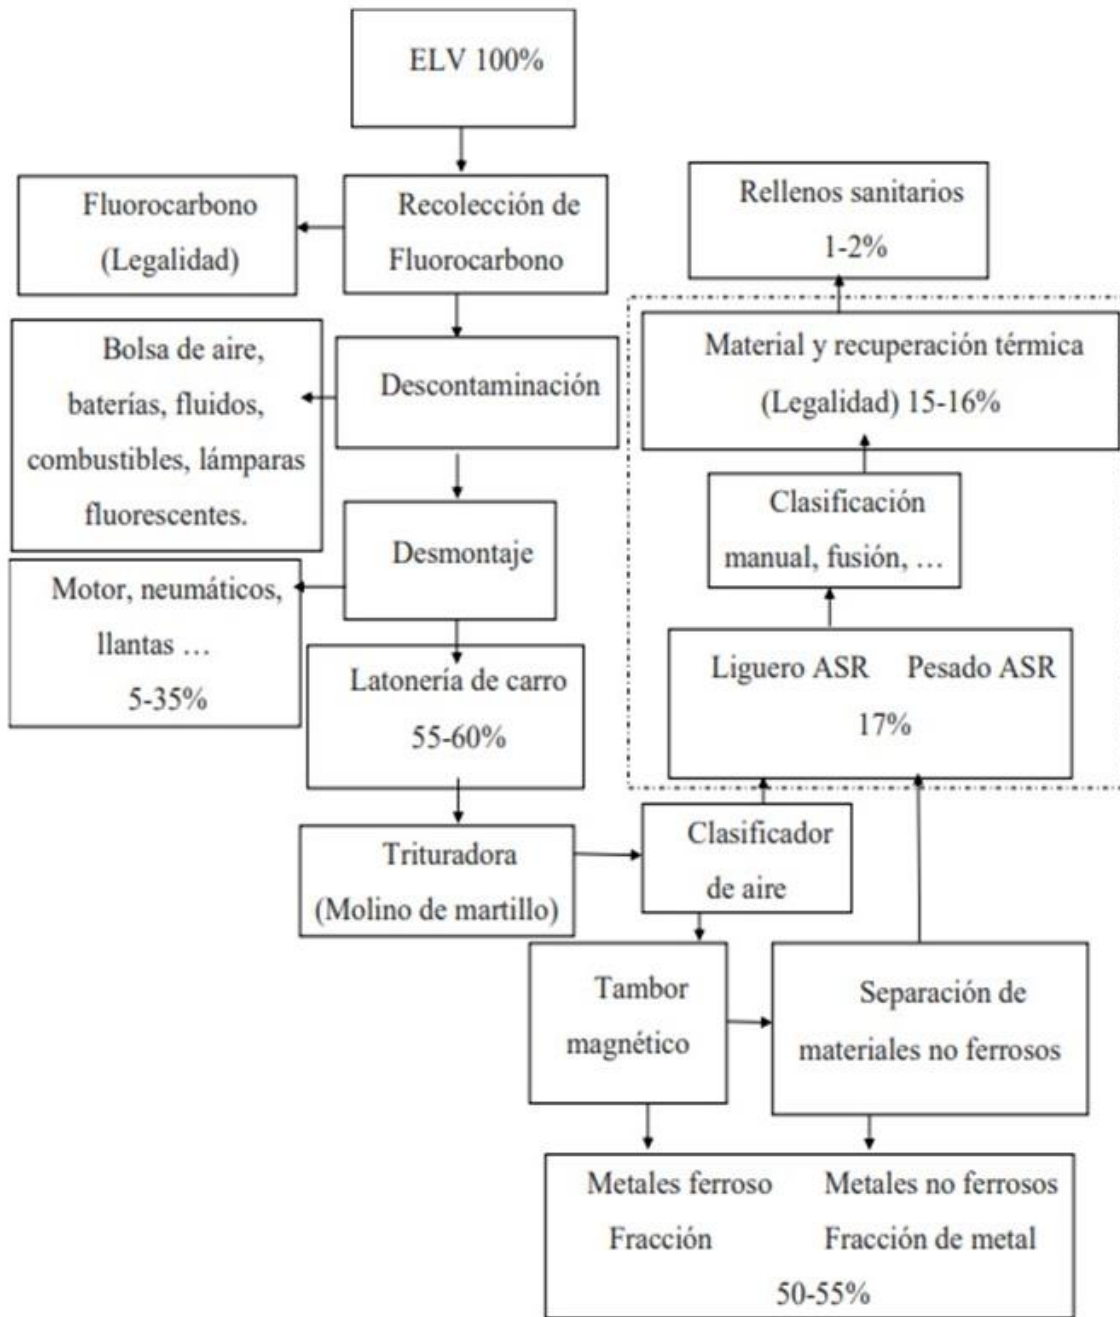 ELV 100%
Fluorocarbono
(Legalidad)
Recolección de
Fluorocarbono
Bolsa de aire,
baterías, fluidos,
combustibles, lámparas
fluorescentes.
Descontaminación
Motor, neumáticos,
llantas ...
5-35%
Desmontaje
Latonería de carro
55-60%
Trituradora
(Molino de martillo)
Rellenos sanitarios
1-2%
Material y recuperación térmica
(Legalidad) 15-16%
Clasificación
manual, fusión, ...
Liguero ASR Pesado ASR
17%
Clasificador
de aire
Tambor
magnético
Separación de
materiales no ferrosos
Metales ferroso Metales no ferrosos
Fracción Fracción de metal
50-55%